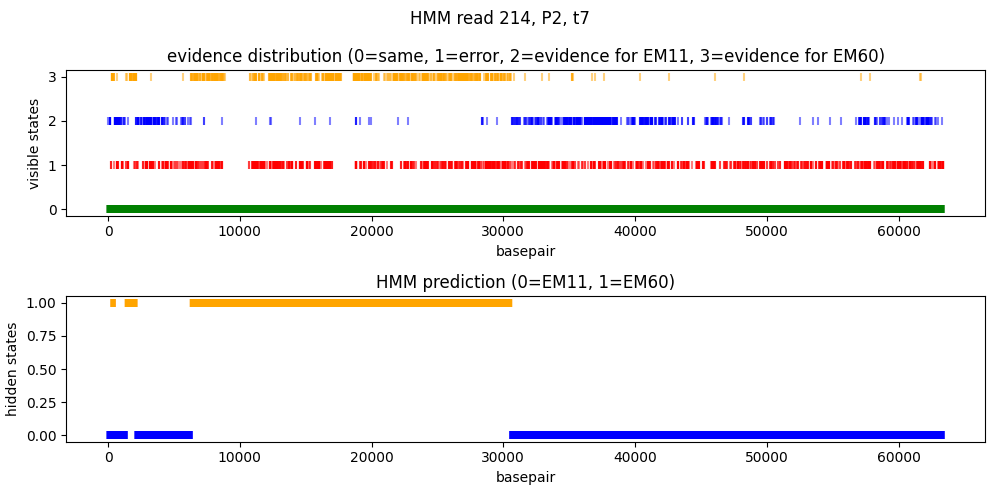 HMM read 214, P2, t7
evidence distribution (0=same, 1=error, 2=evidence for EM11, 3=evidence for EM60)
visible states
3
2
1
0
0 10000 20000 30000 40000 50000 60000
basepair
HMM prediction (0=EM11, 1=EM60)
hidden states
1.00
0.75
0.50
0.25
0.00
0 10000 20000 30000 40000 50000 60000
basepair